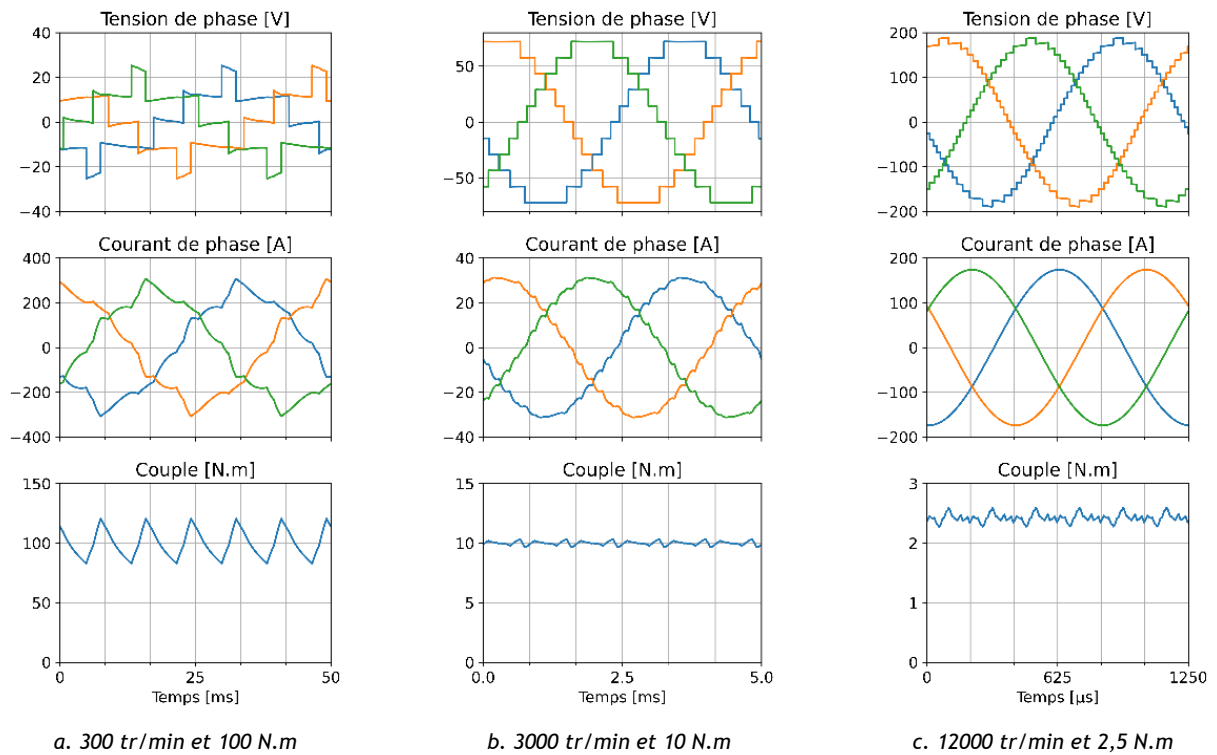 Tension de phase [V]
40
20
0
−20
−40
Courant de phase [A]
400
200
0
−200
−400
Couple [N.m]
150
100
50
0
0 25 50
Temps [ms]
a. 300 tr/min et 100 N.m
Tension de phase [V]
50
0
−50
Courant de phase [A]
40
20
0
−20
−40
Couple [N.m]
15
10
5
0
0.0 2.5 5.0
Temps [ms]
b. 3000 tr/min et 10 N.m
Tension de phase [V]
200
100
0
−100
−200
Courant de phase [A]
200
100
0
−100
−200
Couple [N.m]
3
2
1
0
0 625 1250
Temps [µs]
c. 12000 tr/min et 2,5 N.m